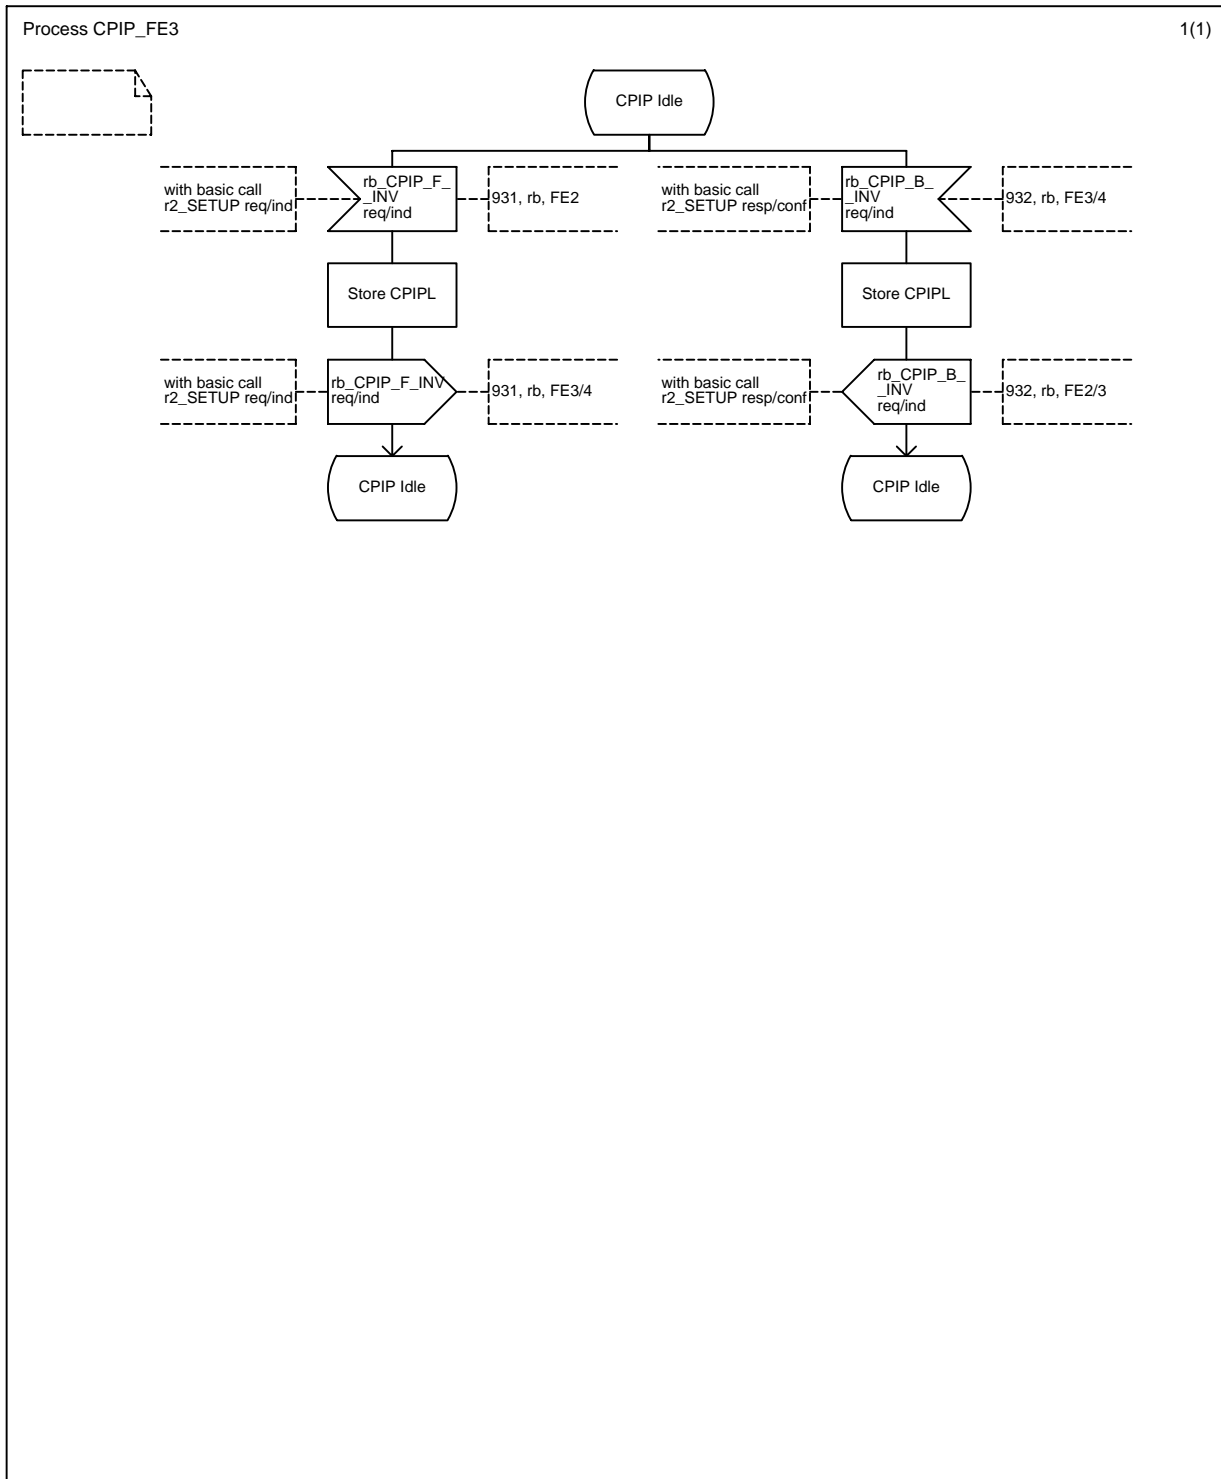 Process CPIP_FE3
1(1)
CPIP Idle
with basic call
r2_SETUP req/ind
rb_CPIP_F_
_INV
req/ind
931, rb, FE2
with basic call
r2_SETUP resp/conf
rb_CPIP_B_
_INV
req/ind
932, rb, FE3/4
Store CPIPL
Store CPIPL
with basic call
r2_SETUP req/ind
rb_CPIP_F_INV
req/ind
931, rb, FE3/4
with basic call
r2_SETUP resp/conf
rb_CPIP_B_
_INV
req/ind
932, rb, FE2/3
CPIP Idle
CPIP Idle